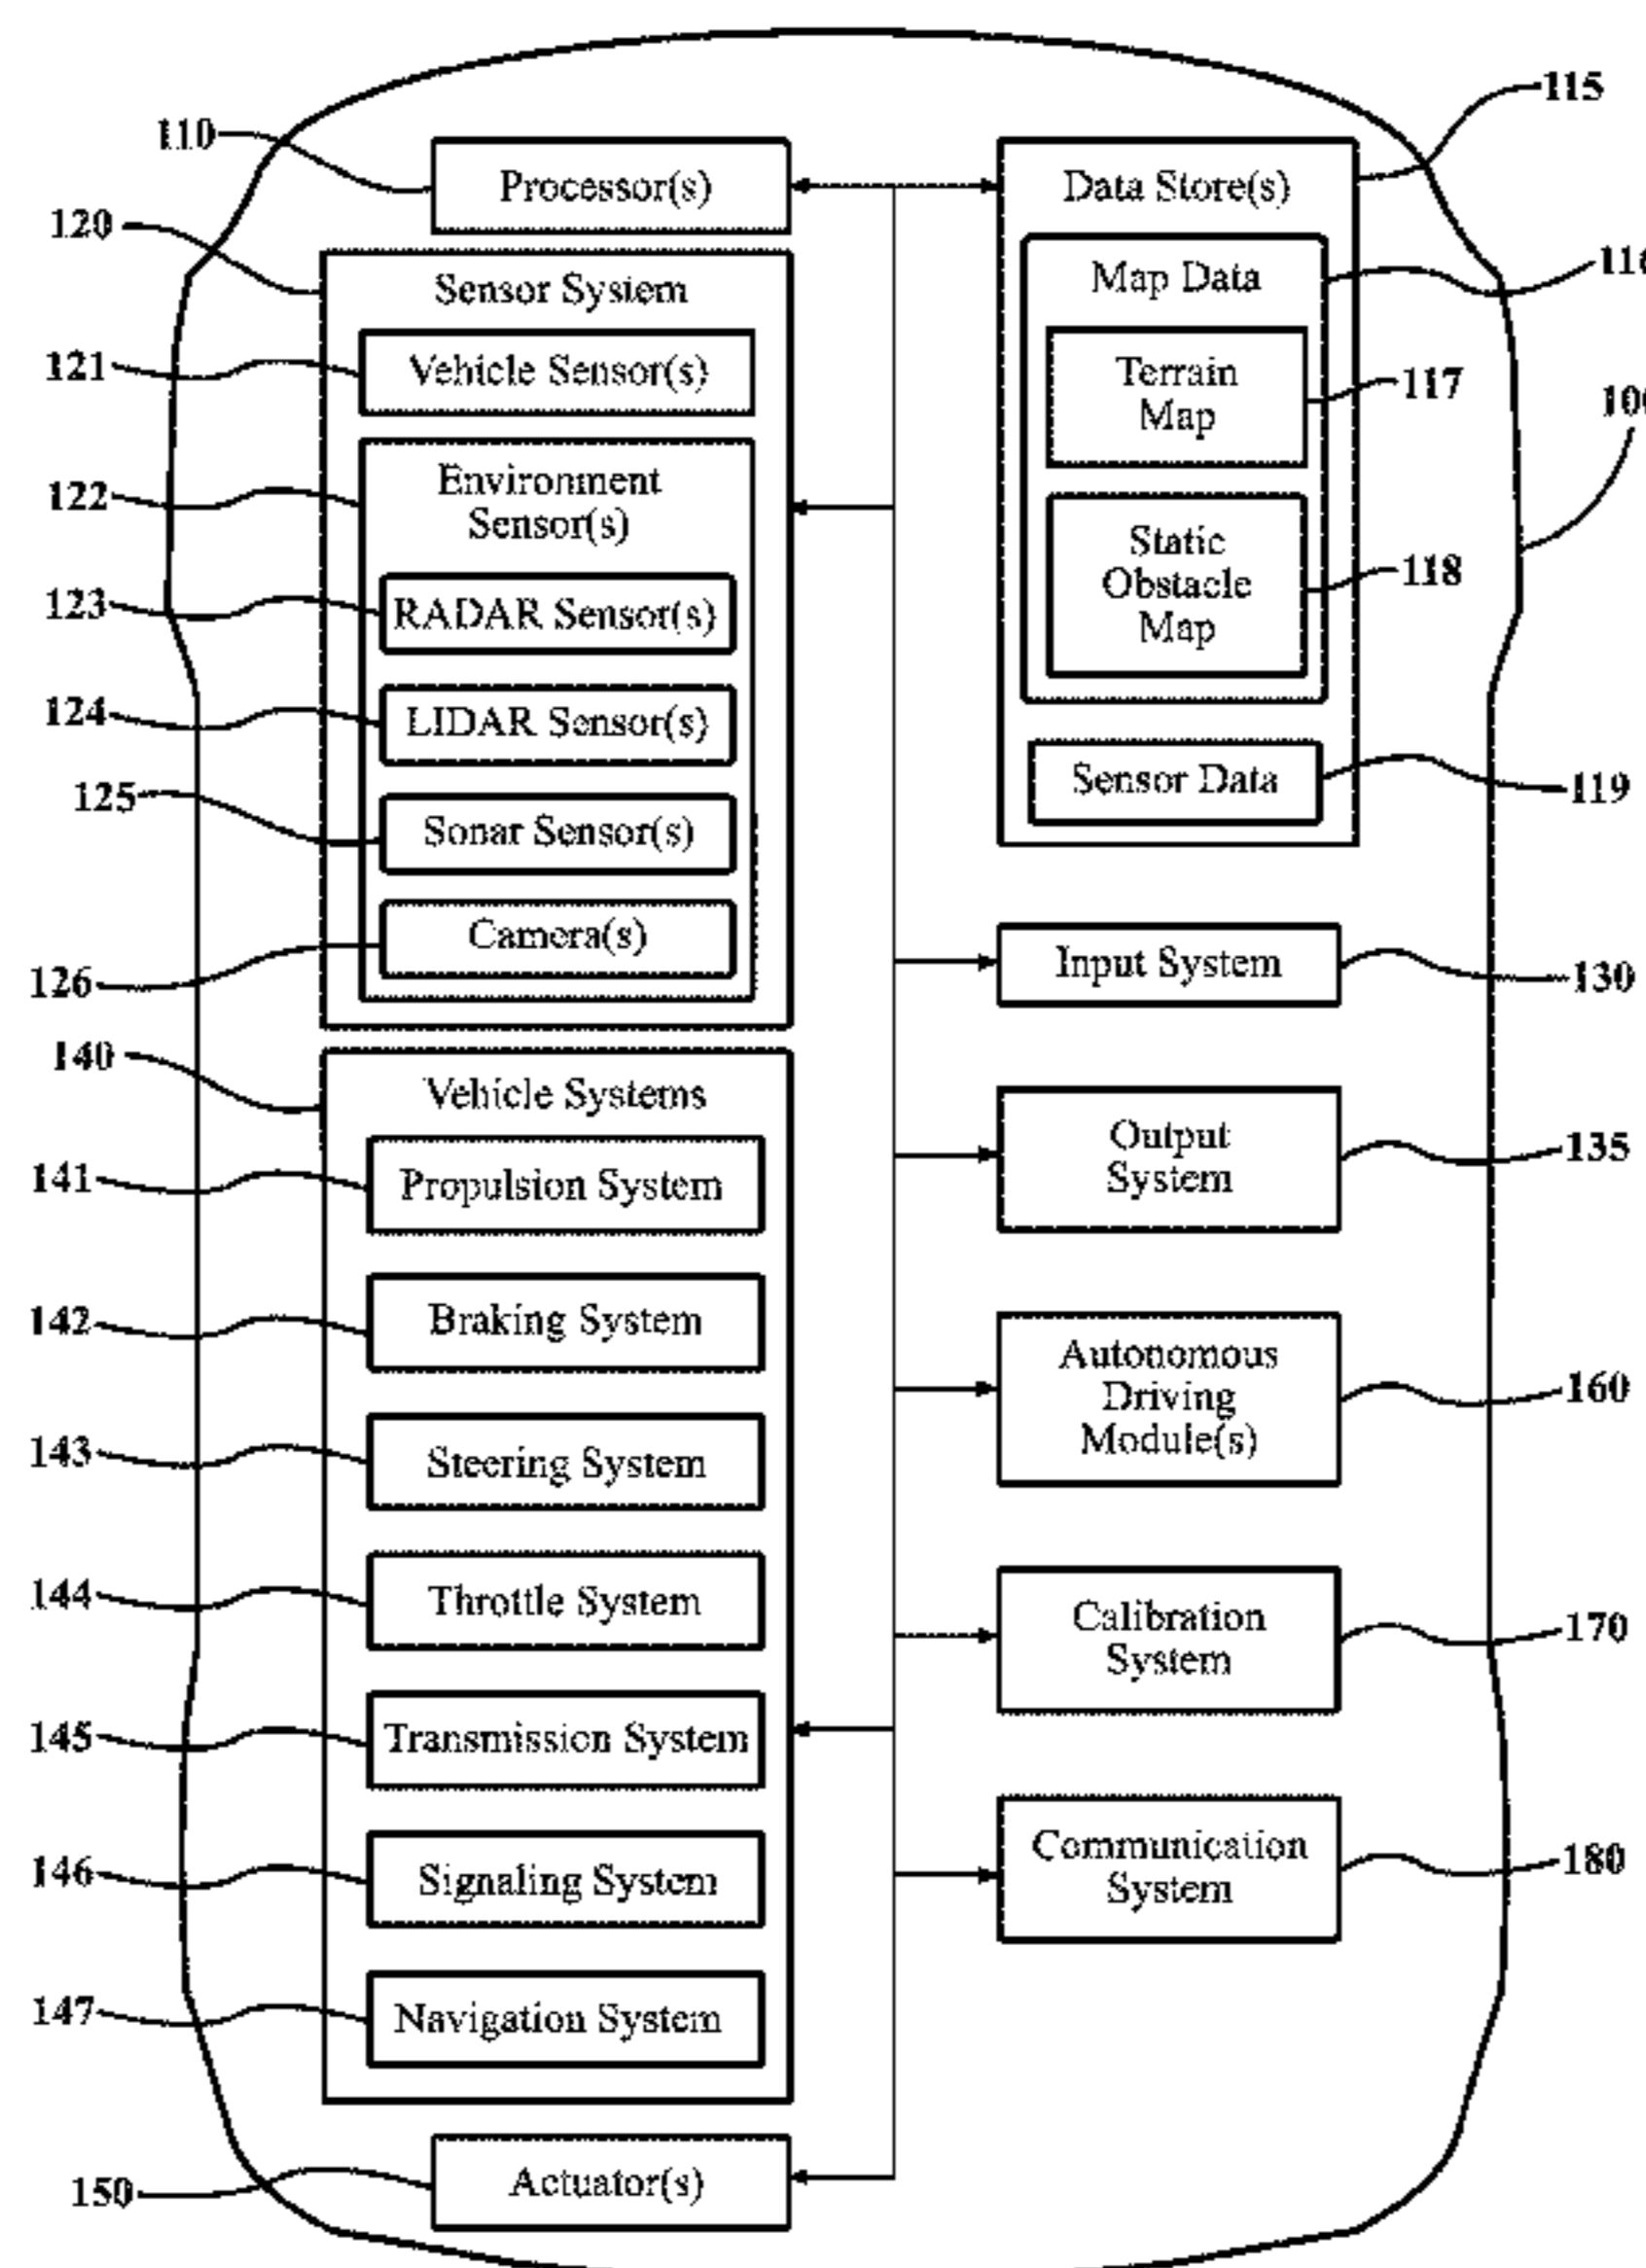 110
Processor(s)
120
Sensor System
121
Vehicle Sensor(s)
122
Environment
Sensor(s)
123
RADAR Sensor(s)
124
LIDAR Sensor(s)
125
Sonar Sensor(s)
126
Camera(s)
140
Vehicle Systems
141
Propulsion System
142
Braking System
143
Steering System
144
Throttle System
145
Transmission System
146
Signaling System
147
Navigation System
150
Actuator(s)
115
Data Store(s)
Map Data
Terrain
Map
117
Static
Obstacle
Map
118
Sensor Data
119
Input System
130
Output
System
135
Autonomous
Driving
Module(s)
160
Calibration
System
170
Communication
System
180